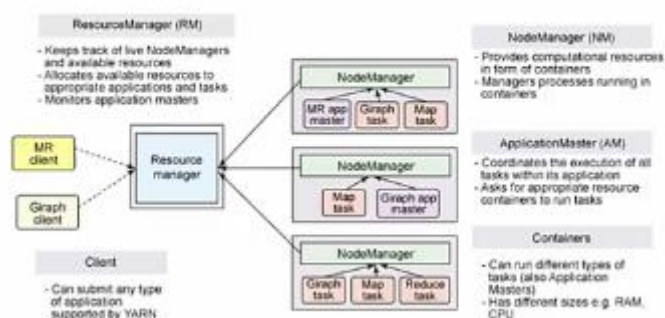 ResourceManager (RM)
- Keeps track of live NodeManagers
and available resources
- Allocates available resources to
appropriate applications and tasks
- Monitors application masters
MR
client
Giraph
client
Resource
manager
Client
- Can submit any type
of application
supported by YARN
NodeManager
MR app
master
Giraph
task
Map
task
NodeManager
Map
task
Giraph app
master
NodeManager
Giraph
task
Map
task
Reduce
task
NodeManager (NM)
- Provides computational resources
in form of containers
- Manages processes running in
containers
ApplicationMaster (AM)
- Coordinates the execution of all
tasks within its application
- Asks for appropriate resource
containers to run tasks
Containers
- Can run different types of
tasks (also Application
Masters)
- Has different sizes e.g. RAM,
CPU